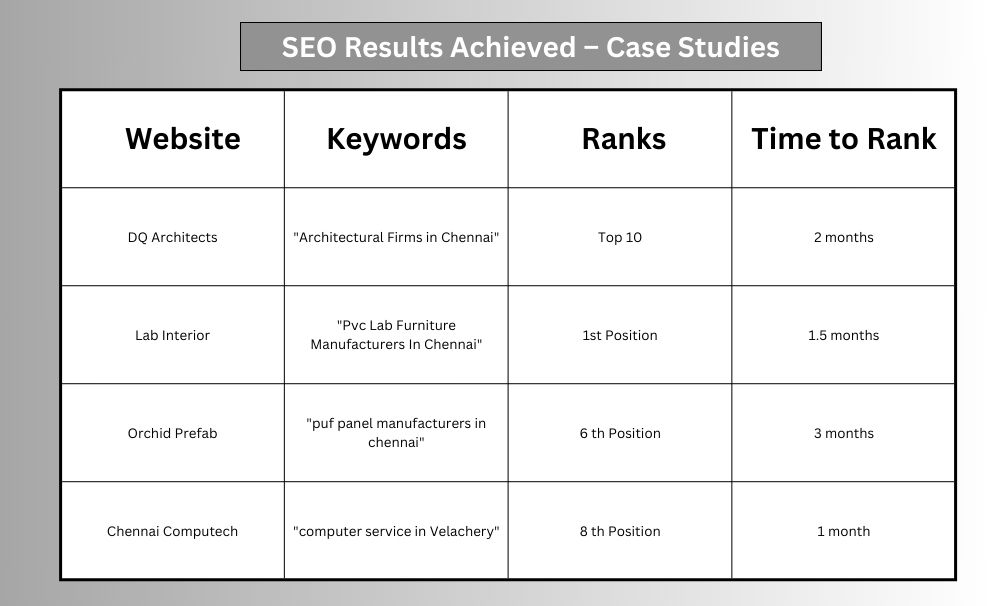 SEO Results Achieved – Case Studies
Website
Keywords
Ranks
Time to Rank
DQ Architects
"Architectural Firms in Chennai"
Top 10
2 months
Lab Interior
"Pvc Lab Furniture
Manufacturers In Chennai"
1st Position
1.5 months
Orchid Prefab
"puf panel manufacturers in
chennai"
6 th Position
3 months
Chennai Computech
"computer service in Velachery"
8 th Position
1 month